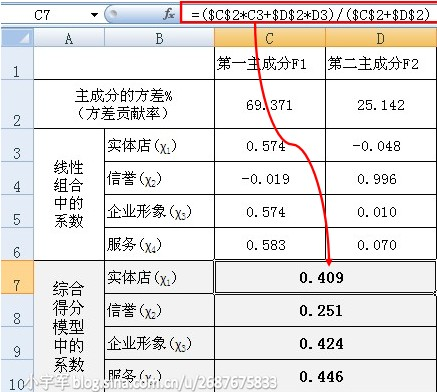 C7 fx =($C$2*C3+$D$2*D3)/($C$2+$D$2)
A B C D
1 第一主成分F1 第二主成分F2
2 主成分的方差%
（方差贡献率） 69.371 25.142
线性
组合
中的
系数
3 实体店(χ₁) 0.574 -0.048
4 信誉(χ₂) -0.019 0.996
5 企业形象(χ₃) 0.574 0.010
6 服务(χ₄) 0.583 0.070
综合
得分
模型
中的
系数
7 实体店(χ₁) 0.409
8 信誉(χ₂) 0.251
9 企业形象(χ₃) 0.424
10 服务(χ₄) 0.446
blog.sina.com.cn/u/2687675833